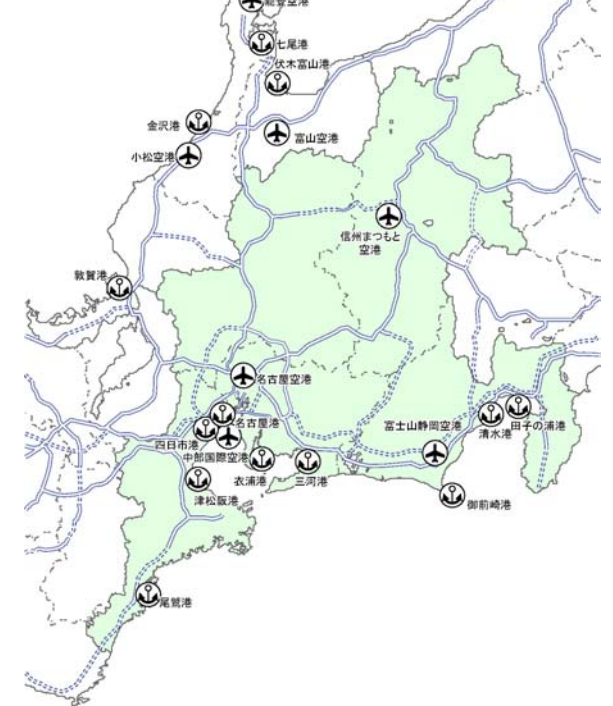 能登空港
七尾港
伏木富山港
金沢港
富山空港
小松空港
信州まつもと
空港
敦賀港
名古屋空港
名古屋港
四日市港
中部国際空港
富士山静岡空港
清水港
田子の浦港
衣浦港
三河港
津松阪港
御前崎港
尾鷲港